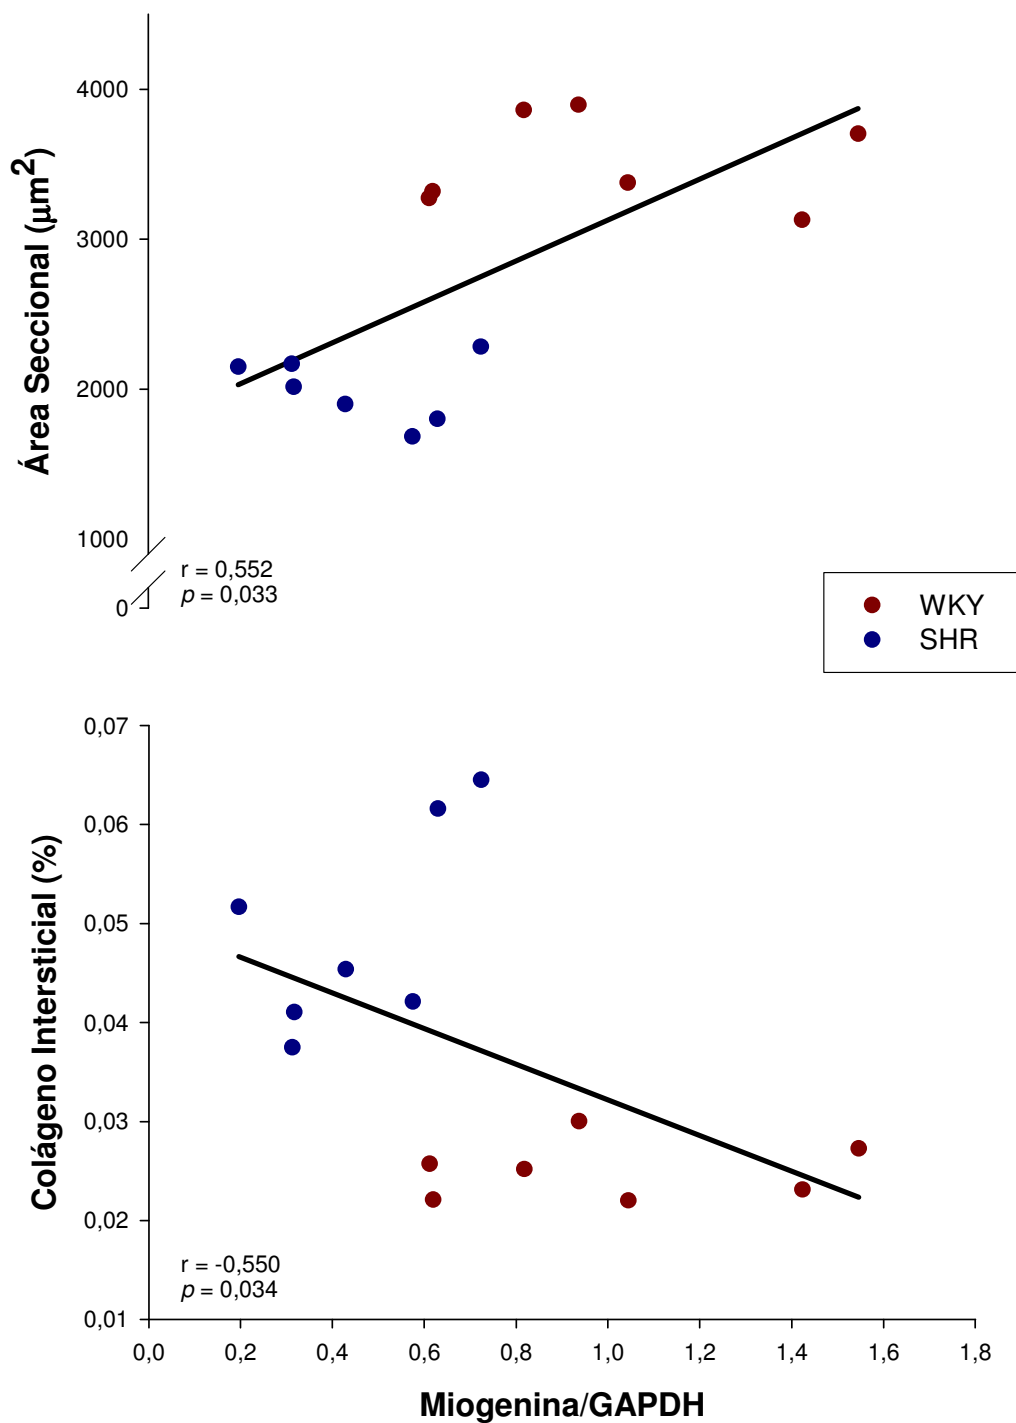 4000
3000
2000
1000
0
Área Seccional (µm²)
r = 0,552
p = 0,033
WKY
SHR
0,07
0,06
0,05
0,04
0,03
0,02
0,01
Colágeno Intersticial (%)
r = -0,550
p = 0,034
0,0 0,2 0,4 0,6 0,8 1,0 1,2 1,4 1,6 1,8
Miogenina/GAPDH